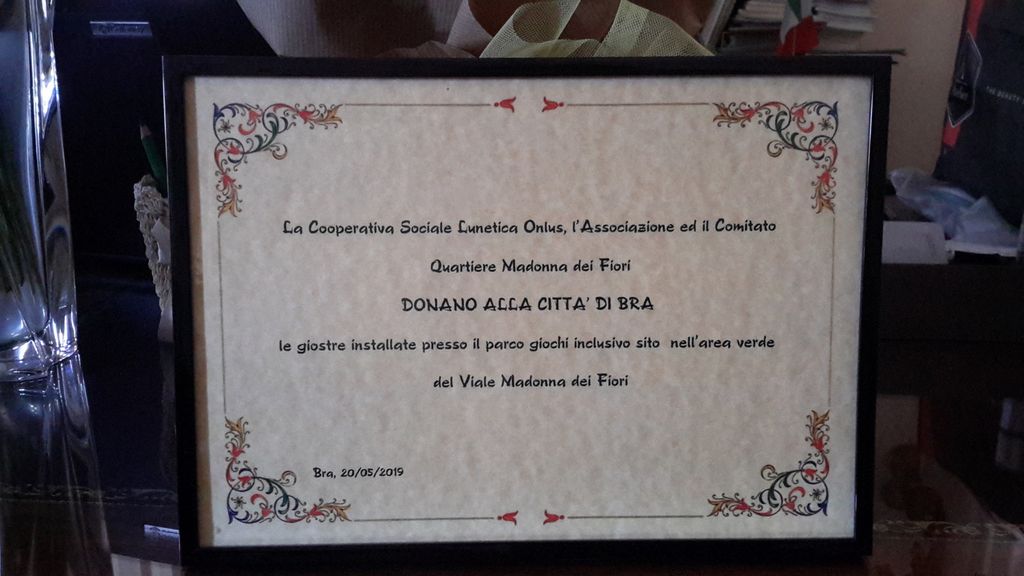 La Cooperativa Sociale Lunetica Onlus, l'Associazione ed il Comitato
Quartiere Madonna dei Fiori
DONANO ALLA CITTA' DI BRA
le giostre installate presso il parco giochi inclusivo sito nell'area verde
del Viale Madonna dei Fiori
Bra, 20/05/2019